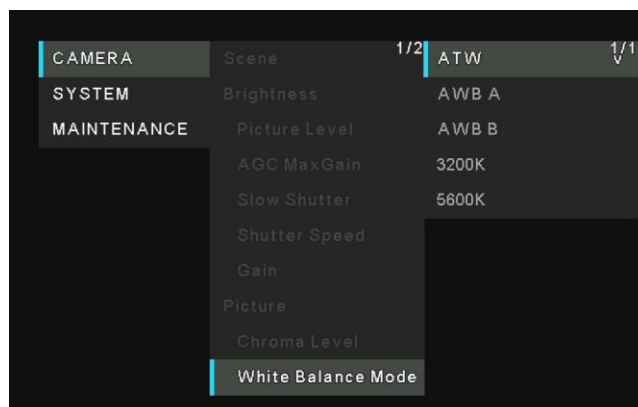 CAMERA
SYSTEM
MAINTENANCE
1/2
Scene
Brightness
Picture Level
AGC MaxGain
Slow Shutter
Shutter Speed
Gain
Picture
Chroma Level
White Balance Mode
1/1
ATW
AWB A
AWB B
3200K
5600K